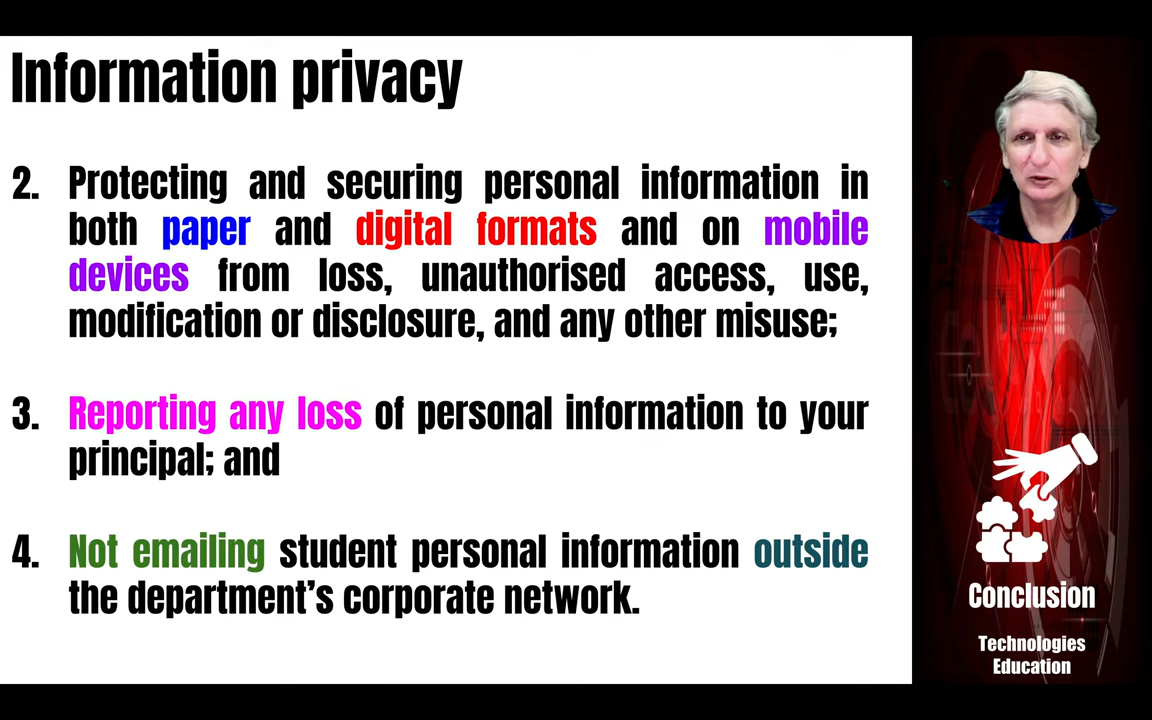 Information privacy
2. Protecting and securing personal information in
both paper and digital formats and on mobile
devices from loss, unauthorised access, use,
modification or disclosure, and any other misuse;
3. Reporting any loss of personal information to your
principal; and
4. Not emailing student personal information outside
the department's corporate network.
Conclusion
Technologies
Education